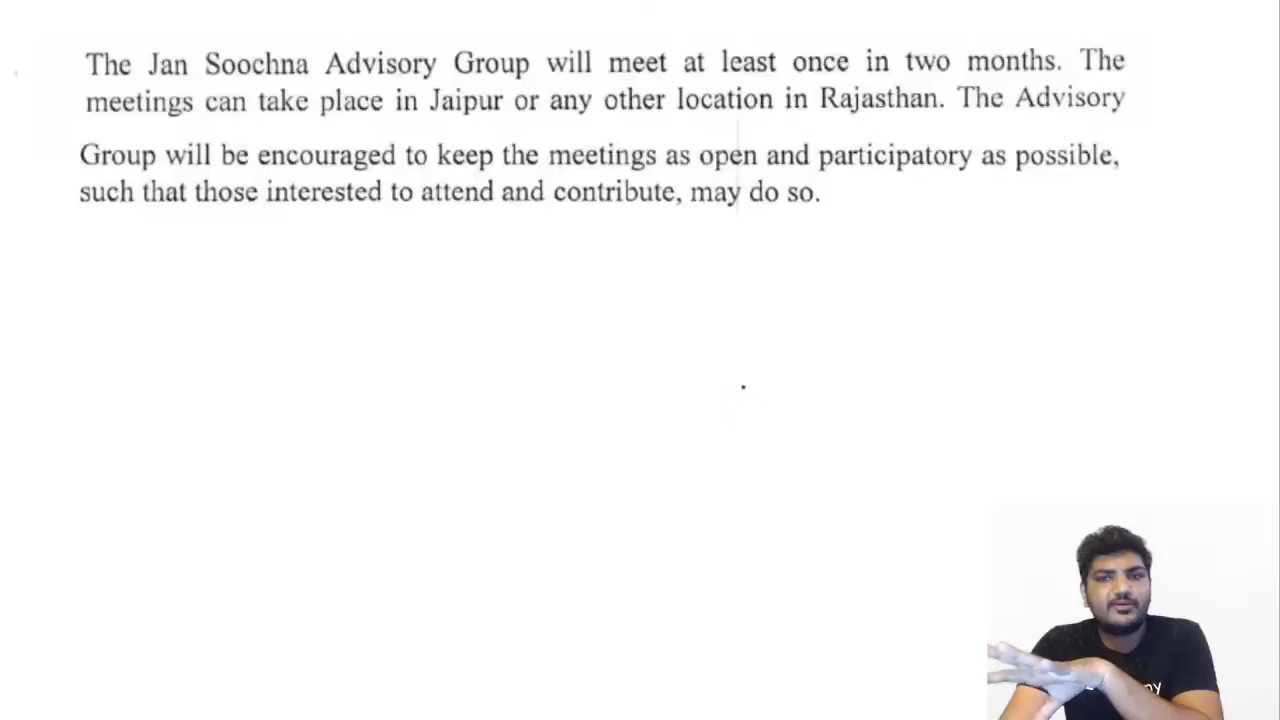 The Jan Soochna Advisory Group will meet at least once in two months. The
meetings can take place in Jaipur or any other location in Rajasthan. The Advisory
Group will be encouraged to keep the meetings as open and participatory as possible,
such that those interested to attend and contribute, may do so.